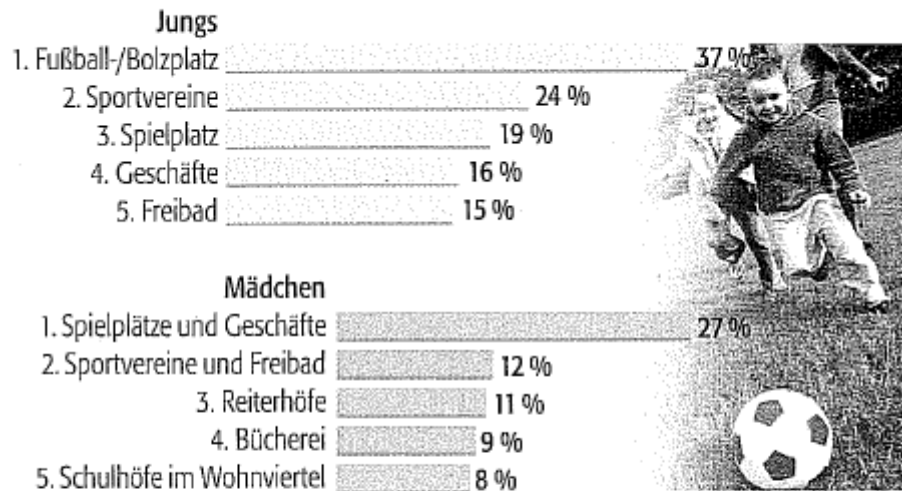 Jungs
1. Fußball-/Bolzplatz 37 %
2. Sportvereine 24 %
3. Spielplatz 19 %
4. Geschäfte 16 %
5. Freibad 15 %
Mädchen
1. Spielplätze und Geschäfte 27 %
2. Sportvereine und Freibad 12 %
3. Reiterhöfe 11 %
4. Bücherei 9 %
5. Schulhöfe im Wohnviertel 8 %